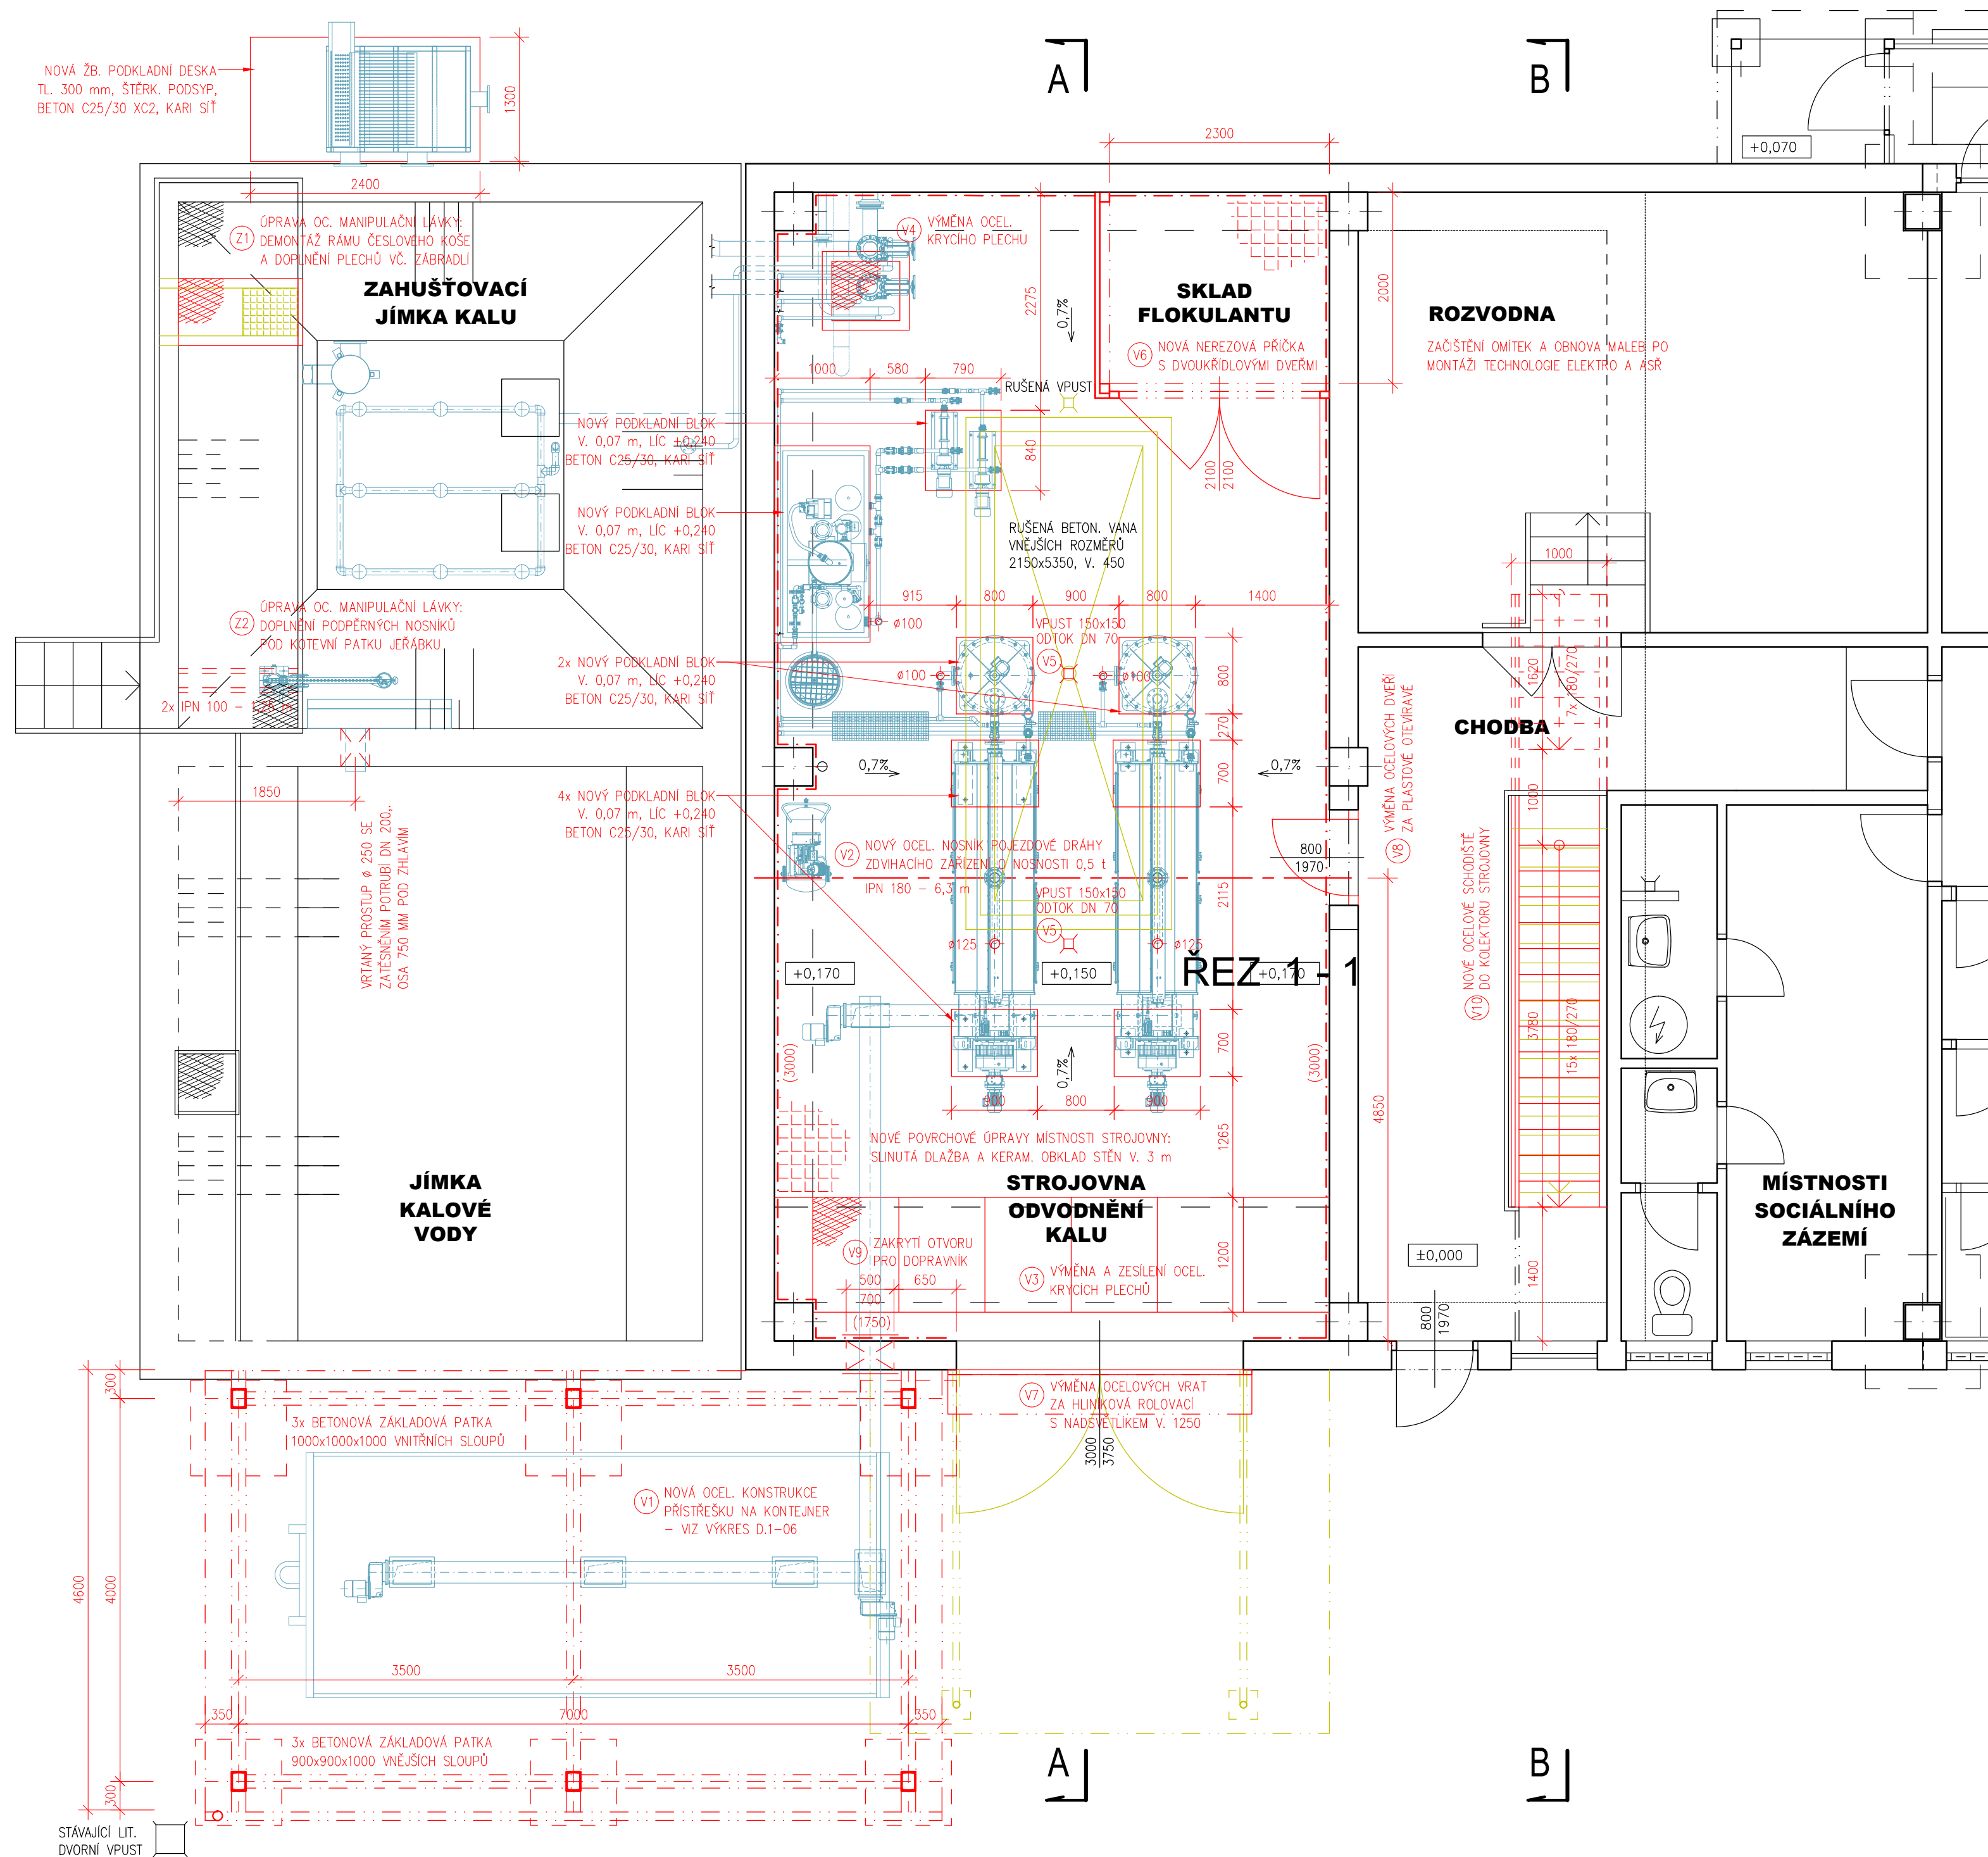 NOVÁ ŽB. PODKLADNÍ DESKA
TL. 300 mm, ŠTĚRK. PODSYP,
BETON C25/30 XC2, KARI SÍŤ
1300
2400
A
B
2300
+0,070
Z1
ÚPRAVA OC. MANIPULAČNÍ LÁVKY:
DEMONTÁŽ RÁMU ČESLOVÉHO KOŠE
A DOPLNĚNÍ PLECHŮ VČ. ZÁBRADLÍ
ZAHUŠŤOVACÍ
JÍMKA KALU
V4
VÝMĚNA OCEL.
KRYCÍHO PLECHU
2275
0,7%
SKLAD
FLOKULANTU
V6
NOVÁ NEREZOVÁ PŘÍČKA
S DVOUKŘÍDLOVÝMI DVEŘMI
2000
ROZVODNA
ZAČIŠTĚNÍ OMÍTEK A OBNOVA MALEB PO
MONTÁŽI TECHNOLOGIE ELEKTRO A ASŘ
1000
580
790
RUŠENÁ VPUST
NOVÝ PODKLADNÍ BLOK
V. 0,07 m, LÍC +0,240
BETON C25/30, KARI SÍŤ
840
2100
2100
NOVÝ PODKLADNÍ BLOK
V. 0,07 m, LÍC +0,240
BETON C25/30, KARI SÍŤ
RUŠENÁ BETON. VANA
VNĚJŠÍCH ROZMĚRŮ
2150x5350, V. 450
1000
915
800
900
800
1400
Z2
ÚPRAVA OC. MANIPULAČNÍ LÁVKY:
DOPLNĚNÍ PODPĚRNÝCH NOSNÍKŮ
POD KOTEVNÍ PATKU JEŘÁBKU
2x IPN 100 – 1,25 m
ø100
VPUST 150x150
ODTOK DN 70
V5
2x NOVÝ PODKLADNÍ BLOK
V. 0,07 m, LÍC +0,240
BETON C25/30, KARI SÍŤ
ø100
ø100
800
270
1620
7x 180/270
CHODBA
0,7%
0,7%
700
1000
1850
4x NOVÝ PODKLADNÍ BLOK
V. 0,07 m, LÍC +0,240
BETON C25/30, KARI SÍŤ
VRTANÝ PROSTUP ø 250 SE
ZATĚSNĚNÍM POTRUBÍ DN 200,
OSA 750 MM POD ZHLAVÍM
V2
NOVÝ OCEL. NOSNÍK POJEZDOVÉ DRÁHY
ZDVIHACÍHO ZAŘÍZENÍ O NOSNOSTI 0,5 t
IPN 180 – 6,3 m
VPUST 150x150
ODTOK DN 70
V5
2115
800
1970
V8
VÝMĚNA OCELOVÝCH DVEŘÍ
ZA PLASTOVÉ OTEVÍRAVÉ
V10
NOVÉ OCELOVÉ SCHODIŠTĚ
DO KOLEKTORU STROJOVNY
ø125
ø125
+0,170
+0,150
+0,170
ŘEZ 1 - 1
3780
15x 180/270
(3000)
0,7%
700
(3000)
900
800
900
4850
1265
NOVÉ POVRCHOVÉ ÚPRAVY MÍSTNOSTI STROJOVNY:
SLINUTÁ DLAŽBA A KERAM. OBKLAD STĚN V. 3 m
STROJOVNA
ODVODNĚNÍ
KALU
JÍMKA
KALOVÉ
VODY
MÍSTNOSTI
SOCIÁLNÍHO
ZÁZEMÍ
V9
ZAKRYTÍ OTVORU
PRO DOPRAVNÍK
V3
VÝMĚNA A ZESÍLENÍ OCEL.
KRYCÍCH PLECHŮ
1200
±0,000
1400
500
650
700
(1750)
800
1970
300
V7
VÝMĚNA OCELOVÝCH VRAT
ZA HLINÍKOVÁ ROLOVACÍ
S NADSVĚTLÍKEM V. 1250
3000
3750
3x BETONOVÁ ZÁKLADOVÁ PATKA
1000x1000x1000 VNITŘNÍCH SLOUPŮ
V1
NOVÁ OCEL. KONSTRUKCE
PŘÍSTŘEŠKU NA KONTEJNER
– VIZ VÝKRES D.1–06
4600
4000
3500
3500
350
7000
350
3x BETONOVÁ ZÁKLADOVÁ PATKA
900x900x1000 VNĚJŠÍCH SLOUPŮ
300
A
B
STÁVAJÍCÍ LIT.
DVORNÍ VPUST